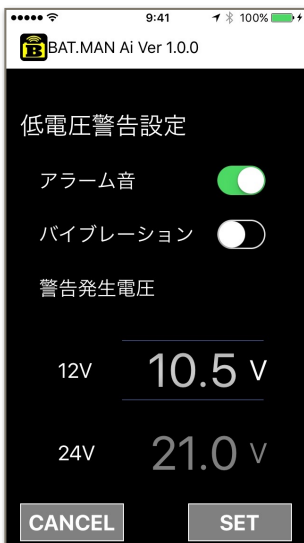 9:41
100%
B
BAT.MAN Ai Ver 1.0.0
低電圧警告設定
アラーム音
バイブレーション
警告発生電圧
12V 10.5 V
24V 21.0 V
CANCEL SET